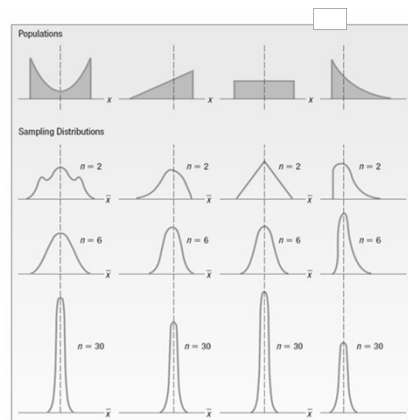 Populations
x x x x
Sampling Distributions
n = 2 n = 2 n = 2 n = 2
x̄ x̄ x̄ x̄
n = 6 n = 6 n = 6 n = 6
x̄ x̄ x̄ x̄
n = 30 n = 30 n = 30 n = 30
x̄ x̄ x̄ x̄